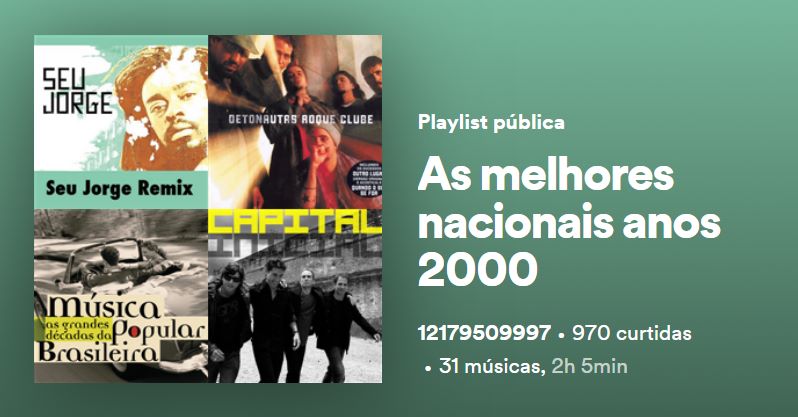 SEU
JORGE
Seu Jorge Remix
DETONAUTAS ROQUE CLUBE
OUTRO LUGAR
QUANDO O SOL
SE FOR
CAPITAL
INICIAL
Música
as grandes
décadas da Popular
Brasileira
Playlist pública
As melhores
nacionais anos
2000
12179509997 • 970 curtidas
• 31 músicas, 2h 5min